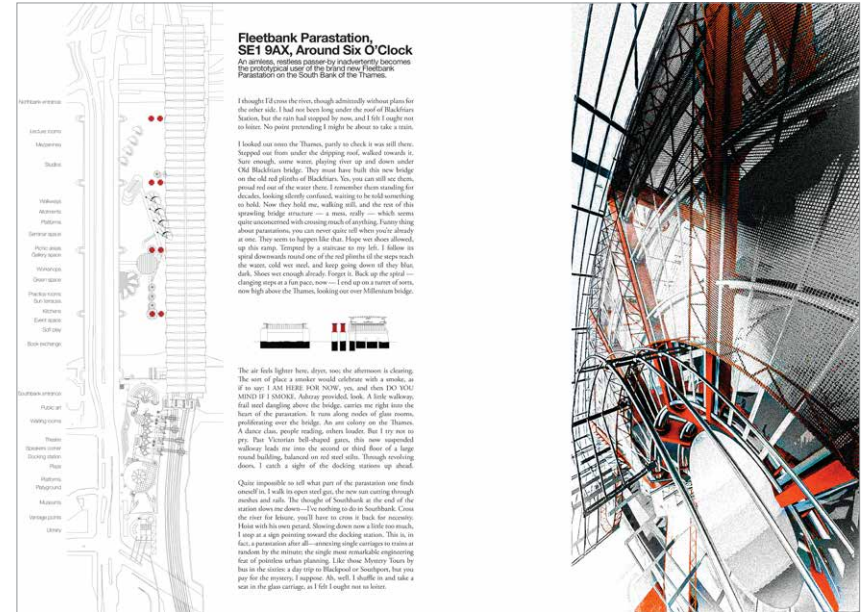 Fleetbank Parastation,
SE1 9AX, Around Six O'Clock
An aimless, restless passer-by inadvertently becomes
the prototypical user of the brand new Fleetbank
Parastation on the South Bank of the Thames.
I thought I'd cross the river, though admittedly without plans for
the other side. I had not been long under the roof of Blackfriars
Station, but the rain had stopped by now, and I felt I ought not
to loiter. No point pretending I might be about to take a train.
I looked out onto the Thames, partly to check it was still there.
Stepped out from under the dripping roof, walked towards it.
Sure enough, some water, playing river up and down under
Old Blackfriars bridge. They must have built this new bridge
on the old red plinths of Blackfriars. Yes, you can still see them,
proud red out of the water there. I remember them standing for
decades, looking silently confused, waiting to be told something
to hold. Now they hold me, walking still, and the rest of this
sprawling bridge structure — a mess, really — which seems
quite unconcerned with crossing much of anything. Funny thing
about parastations, you can never quite tell when you're already
at one. They seem to happen like that. Hope wet shoes allowed,
up this ramp. Tempted by a staircase to my left. I follow its
spiral downwards round one of the red plinths til the steps reach
the water, cold wet steel, and keep going down til they blur,
dark. Shoes wet enough already. Forget it. Back up the spiral —
clanging steps at a fun pace, now — I end up on a turret of sorts,
now high above the Thames, looking out over Millenium bridge.
The air feels lighter here, dryer, too; the afternoon is clearing.
The sort of place a smoker would celebrate with a smoke, as
if to say: I AM HERE FOR NOW, yes, and then DO YOU
MIND IF I SMOKE. Ashtray provided, look. A little walkway,
frail steel dangling above the bridge, carries me right into the
heart of the parastation. It runs along nodes of glass rooms,
proliferating over the bridge. An ant colony on the Thames.
A dance class, people reading, others louder. But I try not to
pry. Past Victorian bell-shaped gates, this now suspended
walkway leads me into the second or third floor of a large
round building, balanced on red steel stilts. Through revolving
doors, I catch a sight of the docking stations up ahead.
Quite impossible to tell what part of the parastation one finds
oneself in. I walk its open steel gut, the new sun cutting through
meshes and rails. The thought of Southbank at the end of the
station slows me down—I've nothing to do in Southbank. Cross
the river for leisure, you'll have to cross it back for necessity.
Hoist with his own petard. Slowing down now a little too much,
I stop at a sign pointing toward the docking station. This is, in
fact, a parastation after all—annexing single carriages to trains at
random by the minute; the single most remarkable engineering
feat of pointless urban planning. Like those Mystery Tours by
bus in the sixties: a day trip to Blackpool or Southport, but you
pay for the mystery, I suppose. Ah, well. I shuffle in and take a
seat in the glass carriage, as I felt I ought not to loiter.
Northbank entrance
Lecture rooms
Mezzanines
Studios
Walkways
Allotments
Platforms
Seminar space
Picnic areas
Gallery space
Workshops
Green space
Practice rooms
Sun terraces
Kitchens
Event space
Soft play
Book exchange
Southbank entrance
Public art
Waiting rooms
Theatre
Speakers corner
Docking station
Plaza
Platforms
Playground
Museums
Vantage points
Library